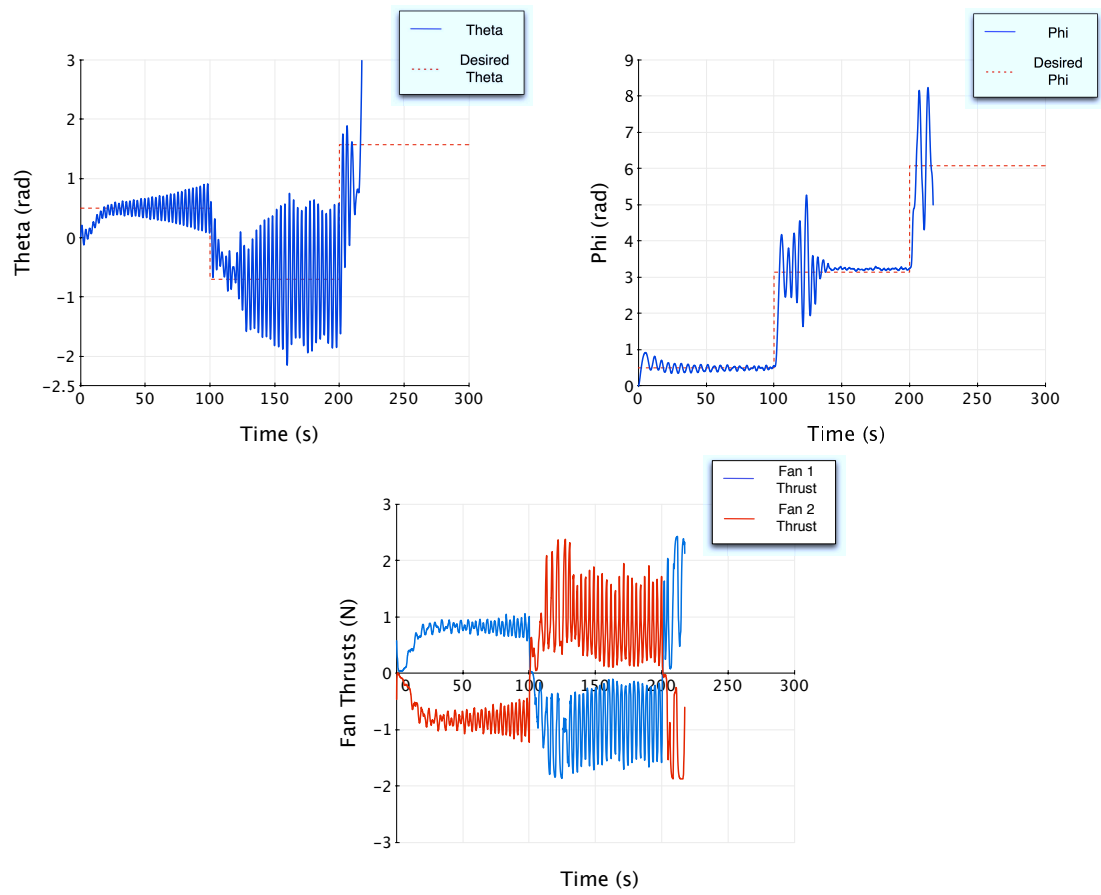 Theta
Desired
Theta
3
2
1
0
−1
−2
−2.5
0 50 100 150 200 250 300
Theta (rad)
Time (s)
Phi
Desired
Phi
9
8
7
6
5
4
3
2
1
0
0 50 100 150 200 250 300
Phi (rad)
Time (s)
Fan 1
Thrust
Fan 2
Thrust
3
2
1
0
−1
−2
−3
0 50 100 150 200 250 300
Fan Thrusts (N)
Time (s)